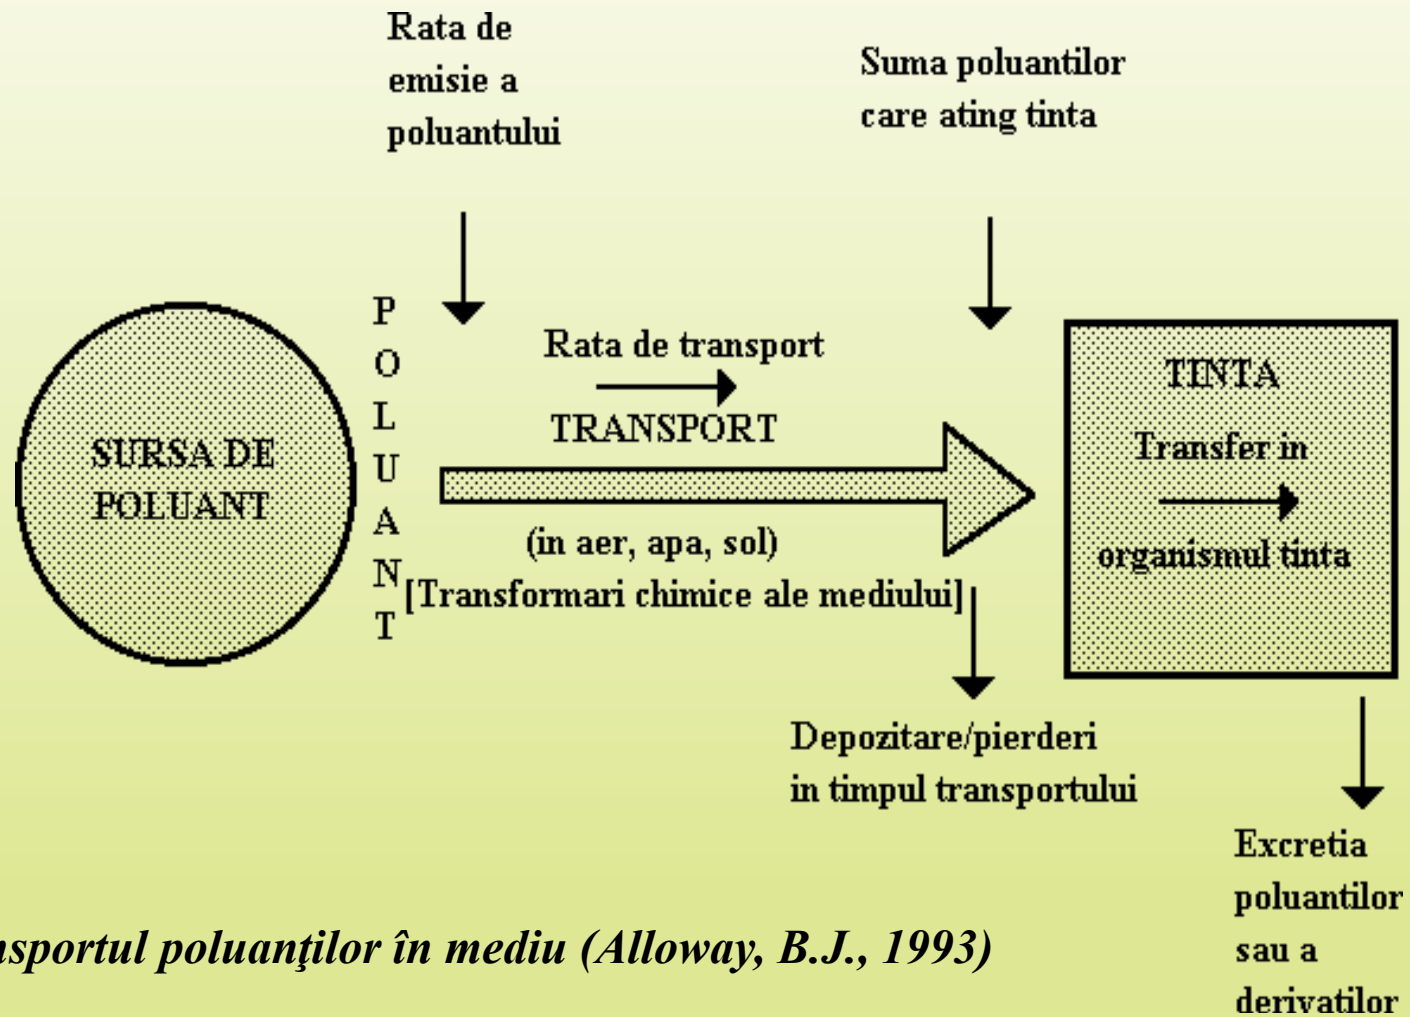 Rata de
emisie a
poluantului
Suma poluantilor
care ating tinta
SURSA DE
POLUANT
P
O
L
U
A
N
T
Rata de transport
TRANSPORT
(in aer, apa, sol)
[Transformari chimice ale mediului]
TINTA
Transfer in
organismul tinta
Depozitare/pierderi
in timpul transportului
Excretia
poluantilor
sau a
derivatilor
nsportul poluanţilor în mediu (Alloway, B.J., 1993)